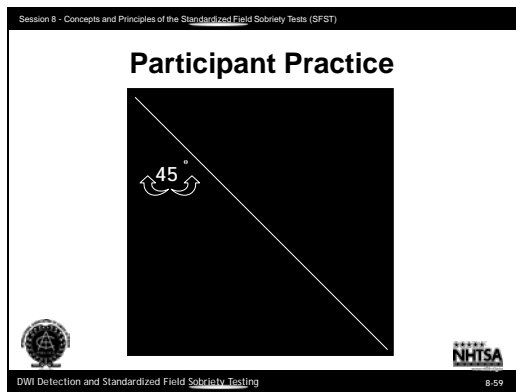 Session 8 - Concepts and Principles of the Standardized Field Sobriety Tests (SFST)
Participant Practice
45°
NHTSA
DWI Detection and Standardized Field Sobriety Testing
8-59